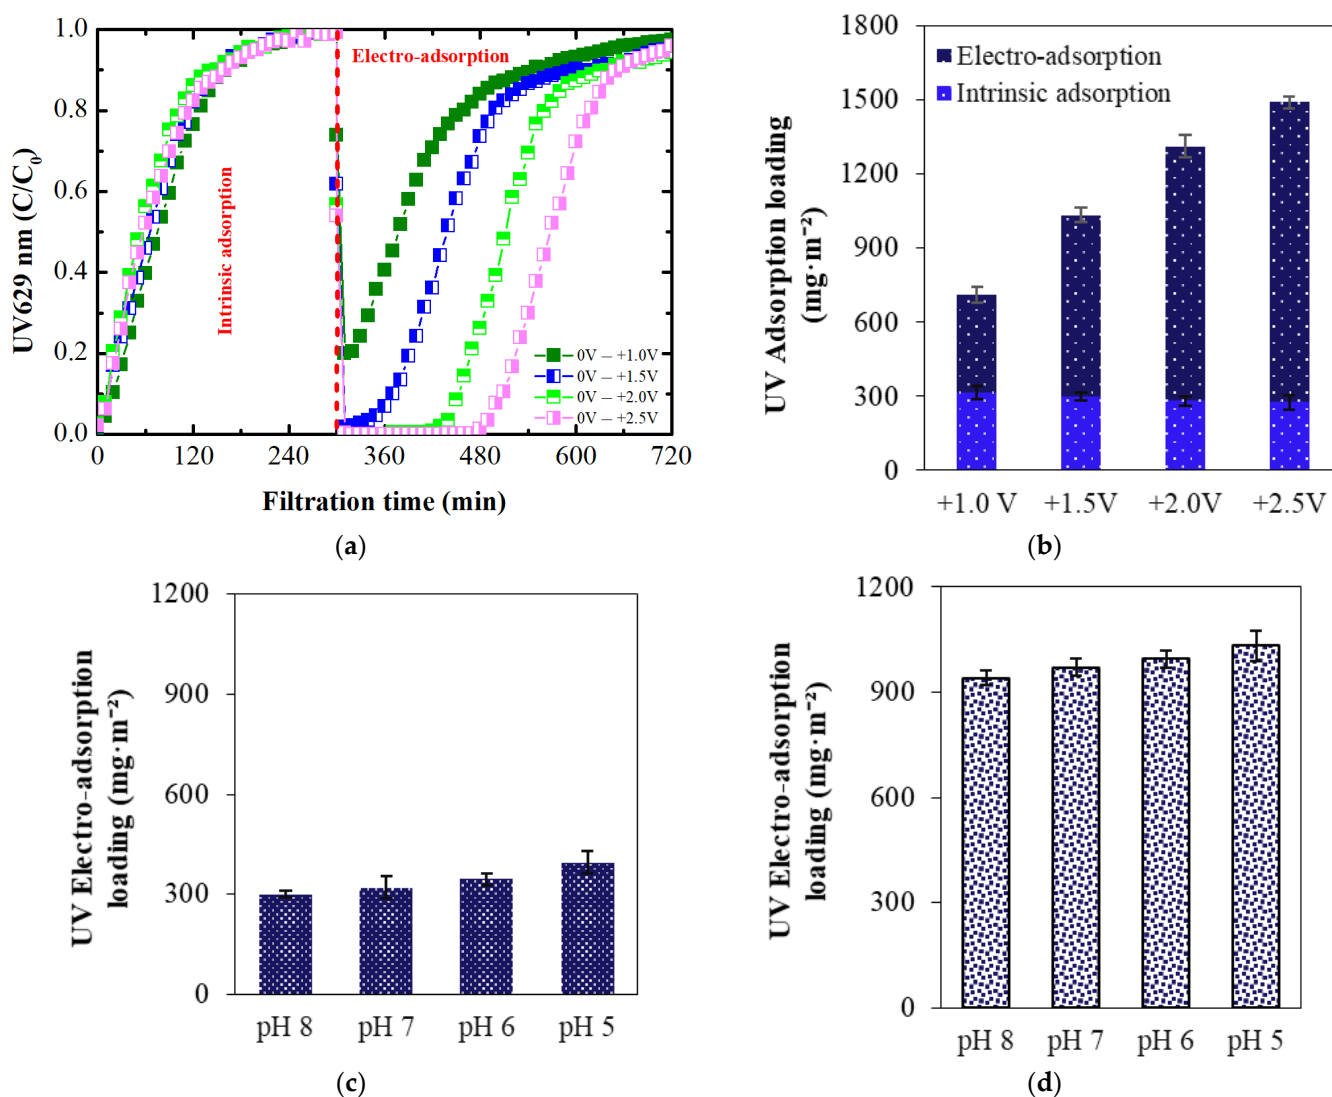 1.0
0.8
0.6
0.4
0.2
0.0
UV629 nm (C/C₀)
Intrinsic adsorption
Electro-adsorption
0V – +1.0V
0V – +1.5V
0V – +2.0V
0V – +2.5V
0 120 240 360 480 600 720
Filtration time (min)
(a)
1800
1500
1200
900
600
300
0
UV Adsorption loading
(mg·m⁻²)
Electro-adsorption
Intrinsic adsorption
+1.0 V +1.5V +2.0V +2.5V
(b)
1200
900
600
300
0
UV Electro-adsorption
loading (mg·m⁻²)
pH 8 pH 7 pH 6 pH 5
(c)
1200
900
600
300
0
UV Electro-adsorption
loading (mg·m⁻²)
pH 8 pH 7 pH 6 pH 5
(d)